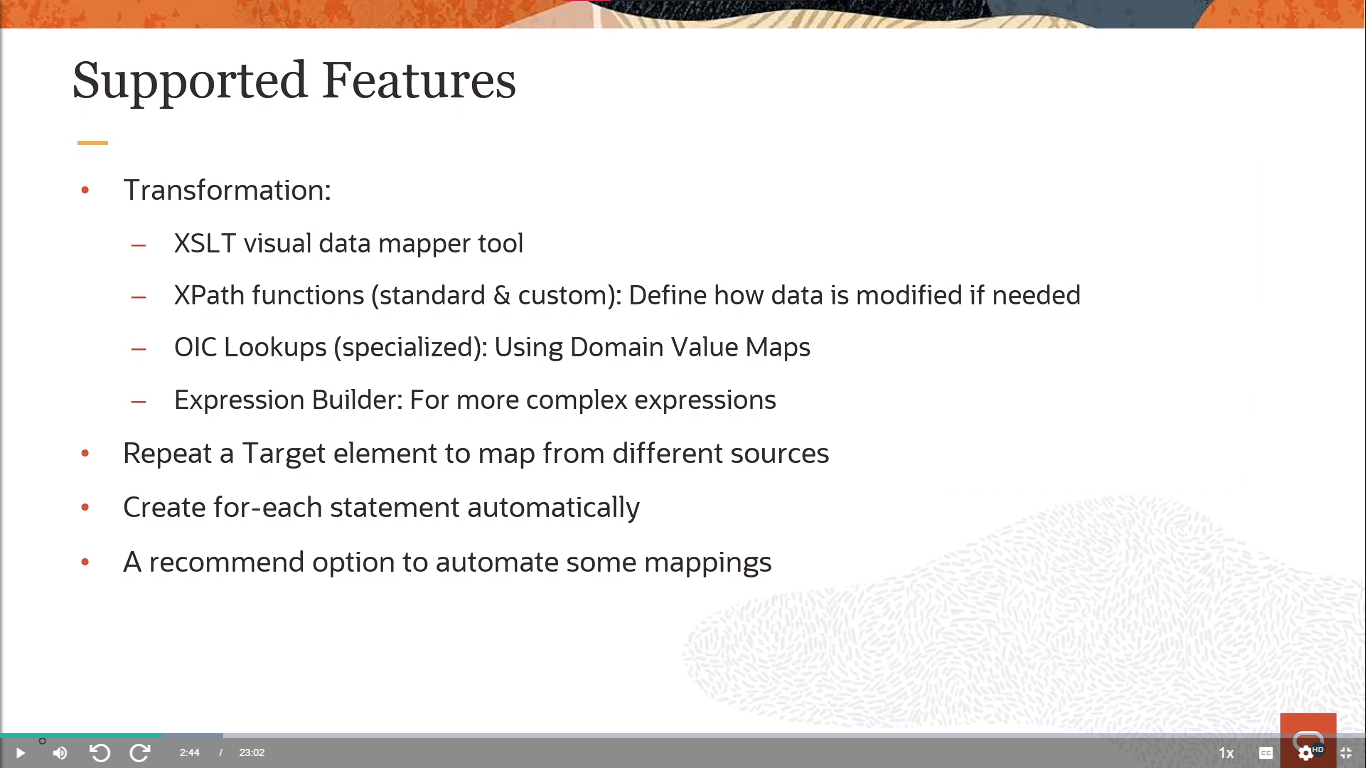 Supported Features
• Transformation:
– XSLT visual data mapper tool
– XPath functions (standard & custom): Define how data is modified if needed
– OIC Lookups (specialized): Using Domain Value Maps
– Expression Builder: For more complex expressions
• Repeat a Target element to map from different sources
• Create for-each statement automatically
• A recommend option to automate some mappings
2:44 / 23:02 1x CC HD